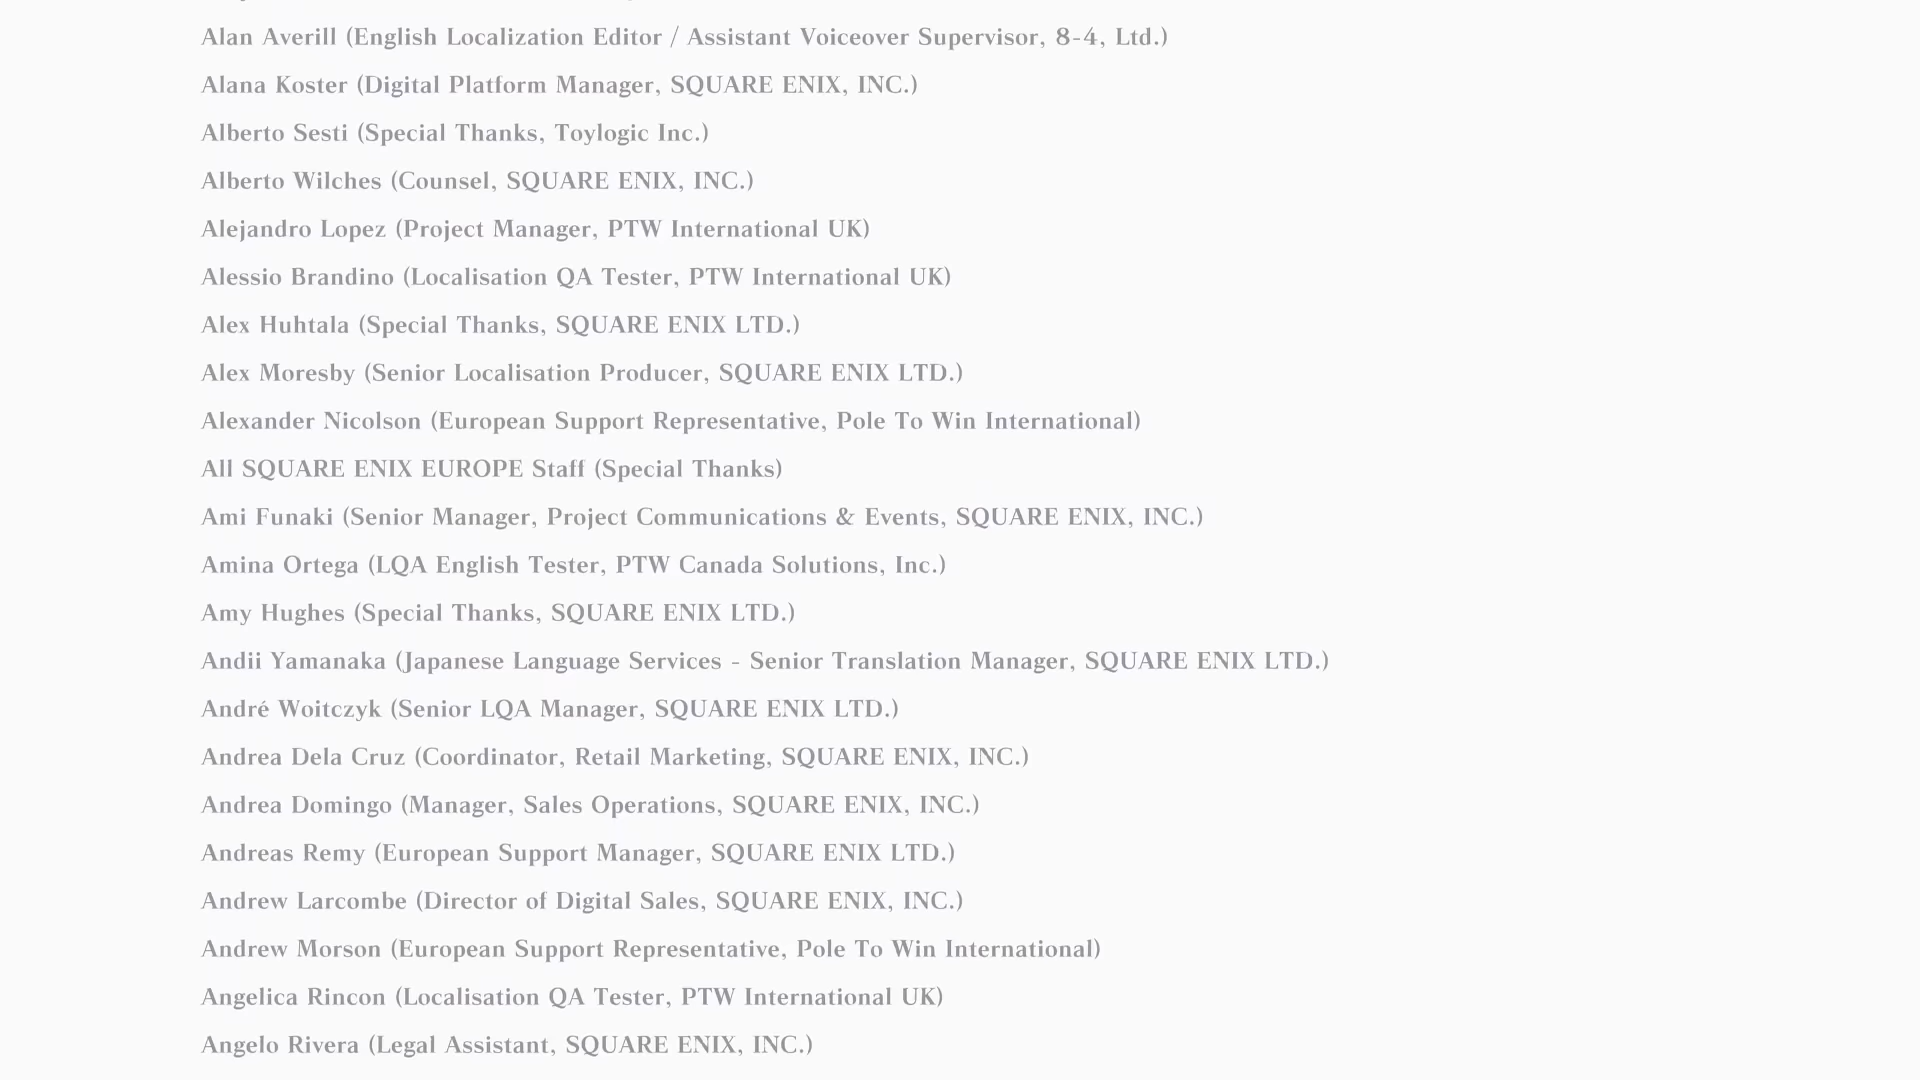 Alan Averill (English Localization Editor / Assistant Voiceover Supervisor, 8-4, Ltd.)
Alana Koster (Digital Platform Manager, SQUARE ENIX, INC.)
Alberto Sesti (Special Thanks, Toylogic Inc.)
Alberto Wilches (Counsel, SQUARE ENIX, INC.)
Alejandro Lopez (Project Manager, PTW International UK)
Alessio Brandino (Localisation QA Tester, PTW International UK)
Alex Huhtala (Special Thanks, SQUARE ENIX LTD.)
Alex Moresby (Senior Localisation Producer, SQUARE ENIX LTD.)
Alexander Nicolson (European Support Representative, Pole To Win International)
All SQUARE ENIX EUROPE Staff (Special Thanks)
Ami Funaki (Senior Manager, Project Communications & Events, SQUARE ENIX, INC.)
Amina Ortega (LQA English Tester, PTW Canada Solutions, Inc.)
Amy Hughes (Special Thanks, SQUARE ENIX LTD.)
Andii Yamanaka (Japanese Language Services - Senior Translation Manager, SQUARE ENIX LTD.)
André Woitczyk (Senior LQA Manager, SQUARE ENIX LTD.)
Andrea Dela Cruz (Coordinator, Retail Marketing, SQUARE ENIX, INC.)
Andrea Domingo (Manager, Sales Operations, SQUARE ENIX, INC.)
Andreas Remy (European Support Manager, SQUARE ENIX LTD.)
Andrew Larcombe (Director of Digital Sales, SQUARE ENIX, INC.)
Andrew Morson (European Support Representative, Pole To Win International)
Angelica Rincon (Localisation QA Tester, PTW International UK)
Angelo Rivera (Legal Assistant, SQUARE ENIX, INC.)